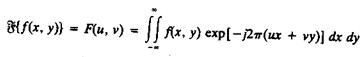 𝔉{f(x, y)} = F(u, v) = ∬_{-∞}^{∞} f(x, y) exp[−j2π(ux + vy)] dx dy